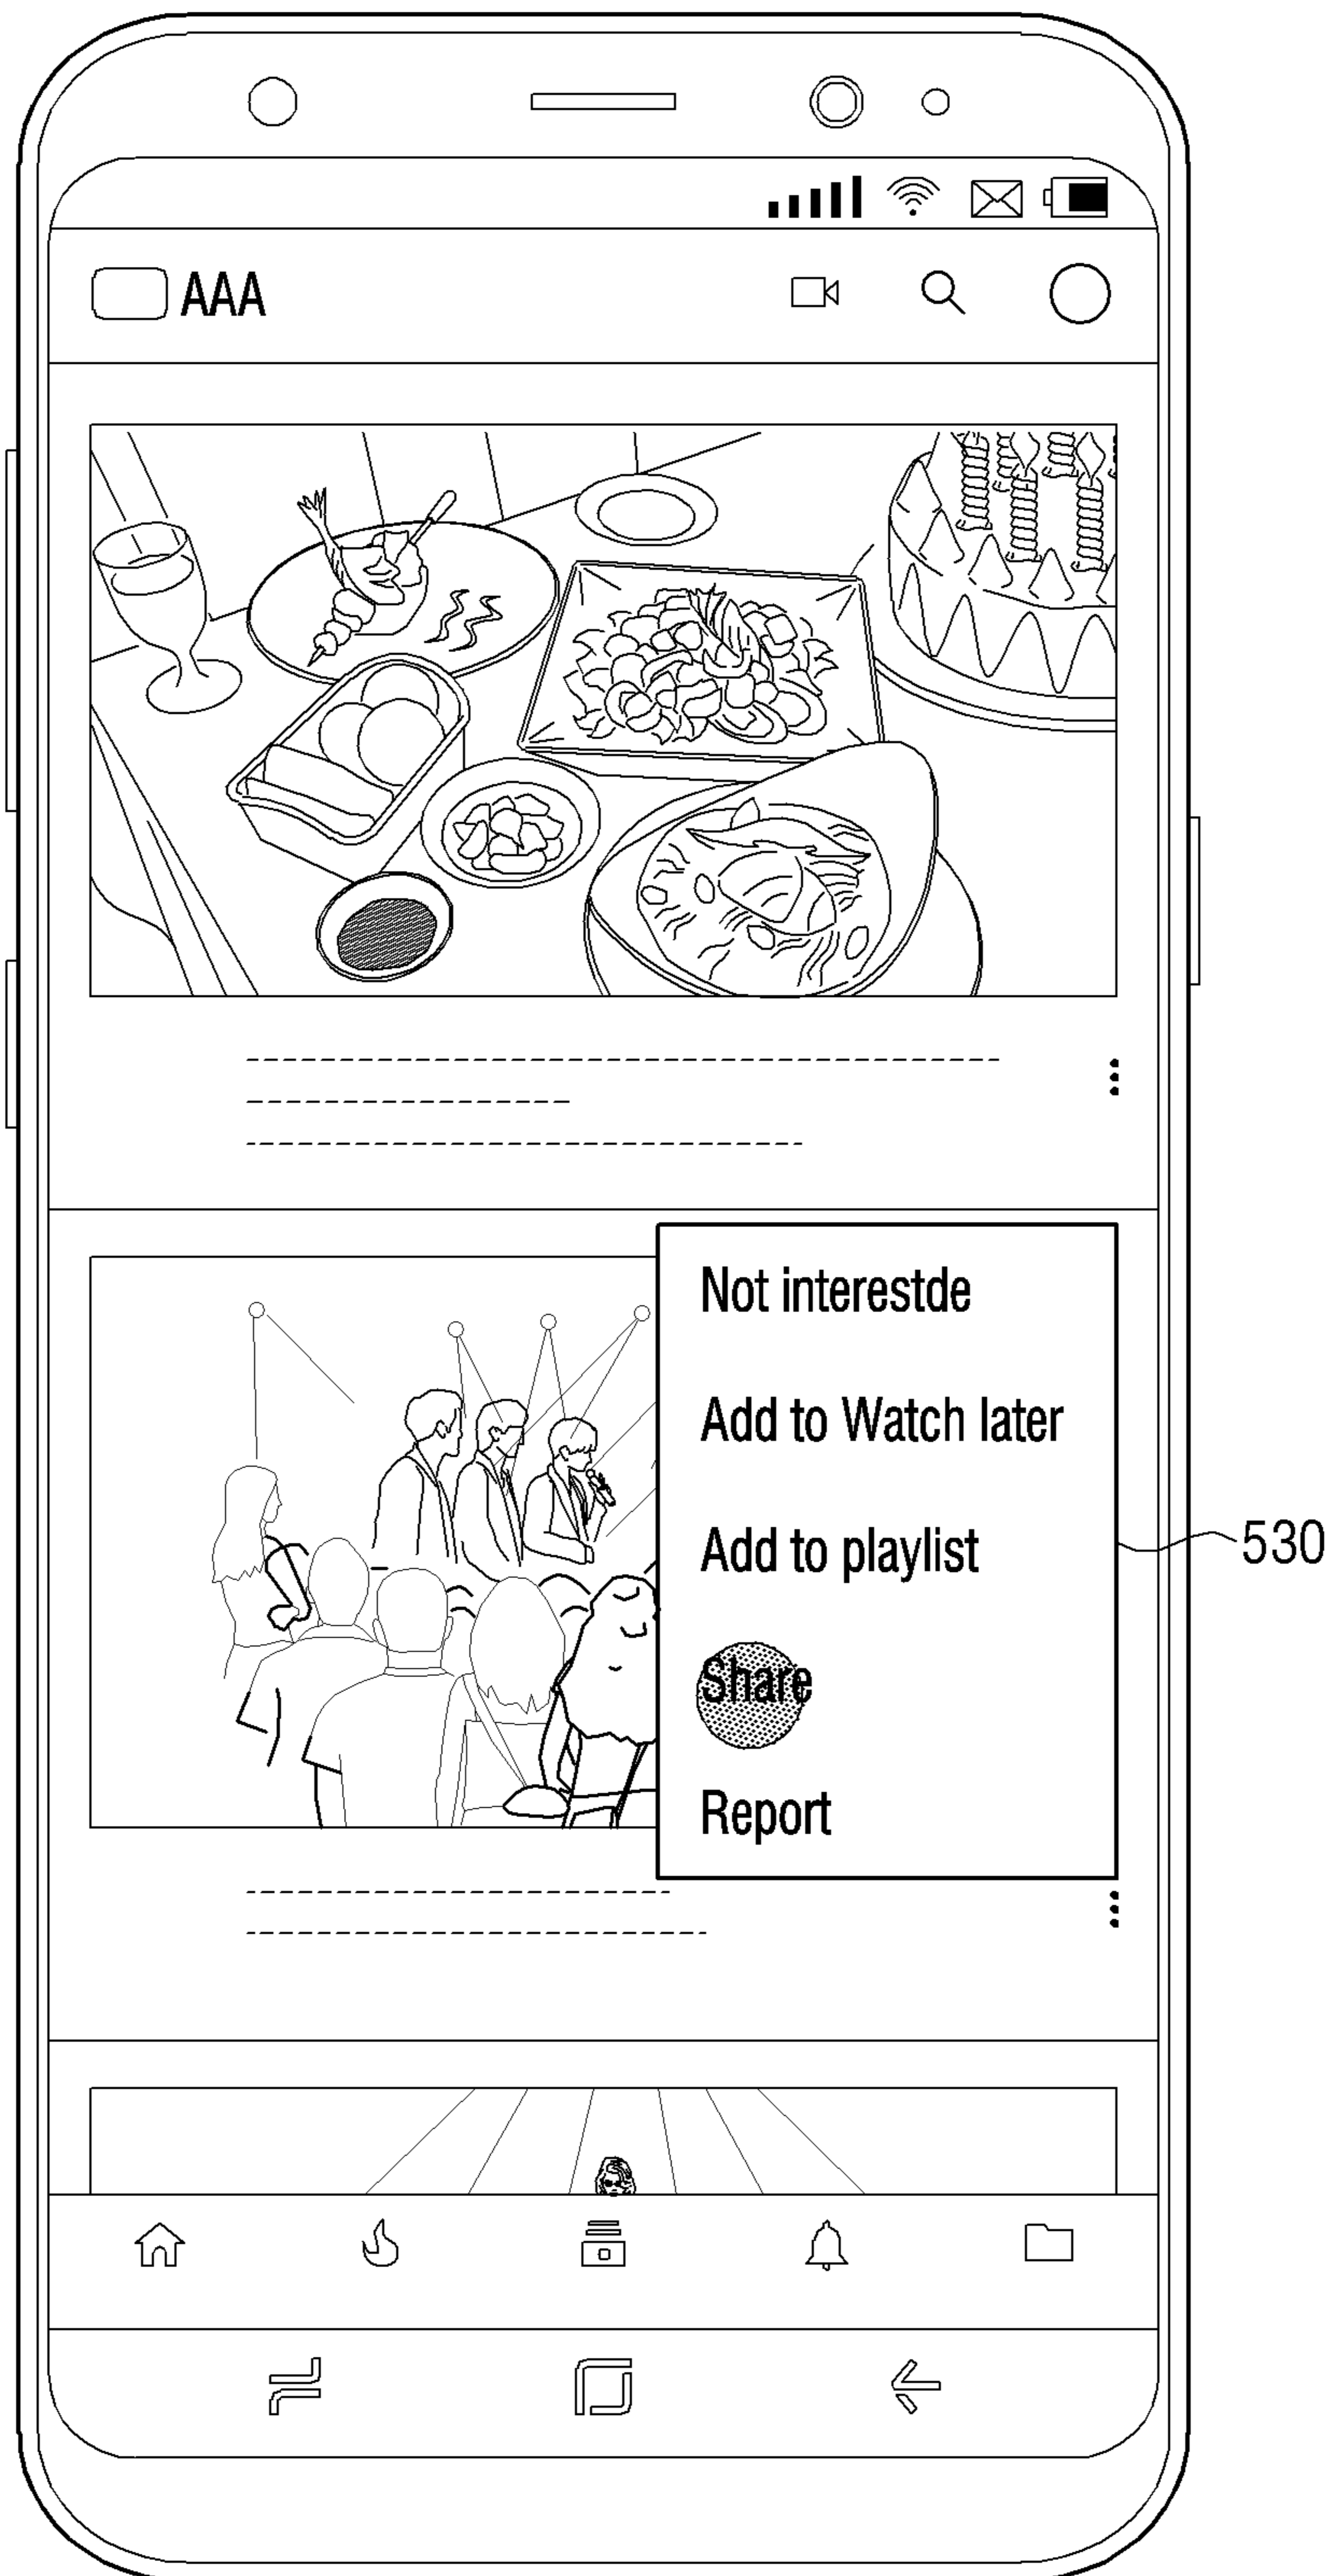 AAA
Not interestde
Add to Watch later
Add to playlist
530
Share
Report